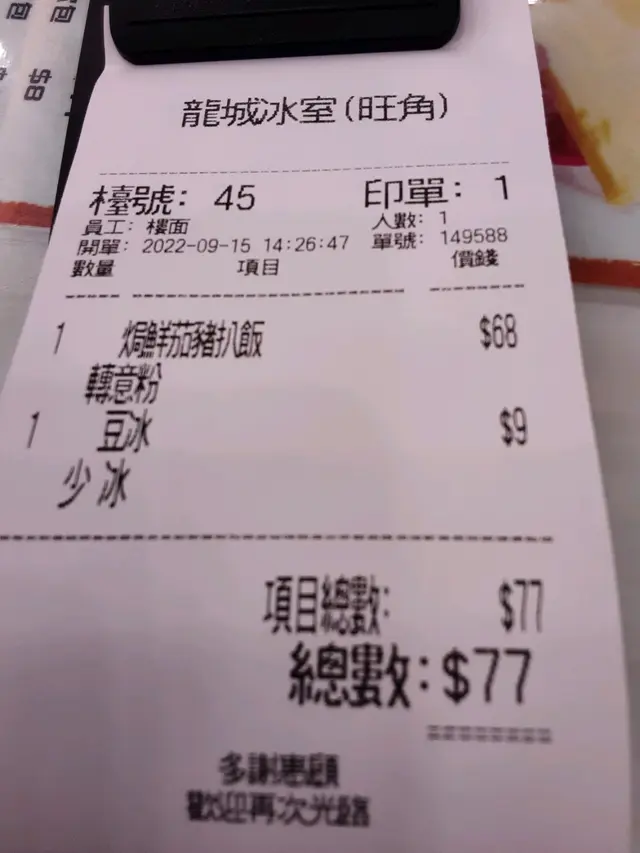 龍城冰室(旺角)
檯號: 45 印單: 1
員工: 樓面 人數: 1
開單: 2022-09-15 14:26:47 單號: 149588
數量 項目 價錢
1 焗鮮茄豬扒飯 $68
轉意粉
1 豆冰 $9
少冰
項目總數: $77
總數: $77
多謝惠顧
歡迎再次光臨
$8